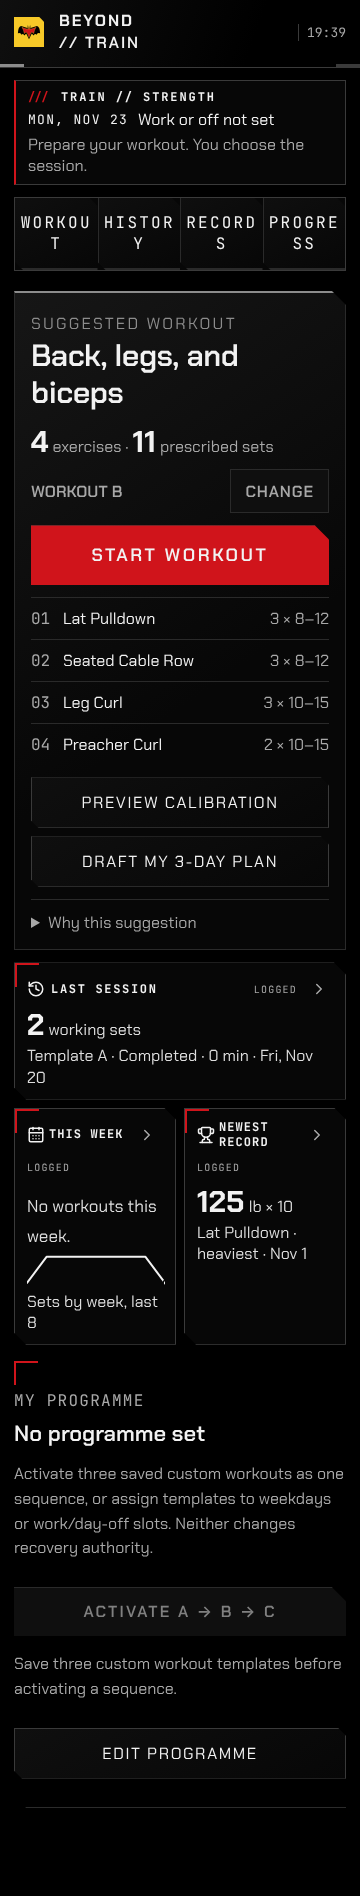 BEYOND
// TRAIN
19:39
/// TRAIN // STRENGTH
MON, NOV 23 Work or off not set
Prepare your workout. You choose the
session.
WORKOU
T
HISTOR
Y
RECORD
S
PROGRE
SS
SUGGESTED WORKOUT
Back, legs, and
biceps
4 exercises · 11 prescribed sets
WORKOUT B
CHANGE
START WORKOUT
01 Lat Pulldown 3 × 8–12
02 Seated Cable Row 3 × 8–12
03 Leg Curl 3 × 10–15
04 Preacher Curl 2 × 10–15
PREVIEW CALIBRATION
DRAFT MY 3-DAY PLAN
▶ Why this suggestion
LAST SESSION
LOGGED
2 working sets
Template A · Completed · 0 min · Fri, Nov
20
THIS WEEK
LOGGED
No workouts this
week.
Sets by week, last
8
NEWEST
RECORD
LOGGED
125 lb × 10
Lat Pulldown ·
heaviest · Nov 1
MY PROGRAMME
No programme set
Activate three saved custom workouts as one
sequence, or assign templates to weekdays
or work/day-off slots. Neither changes
recovery authority.
ACTIVATE A → B → C
Save three custom workout templates before
activating a sequence.
EDIT PROGRAMME